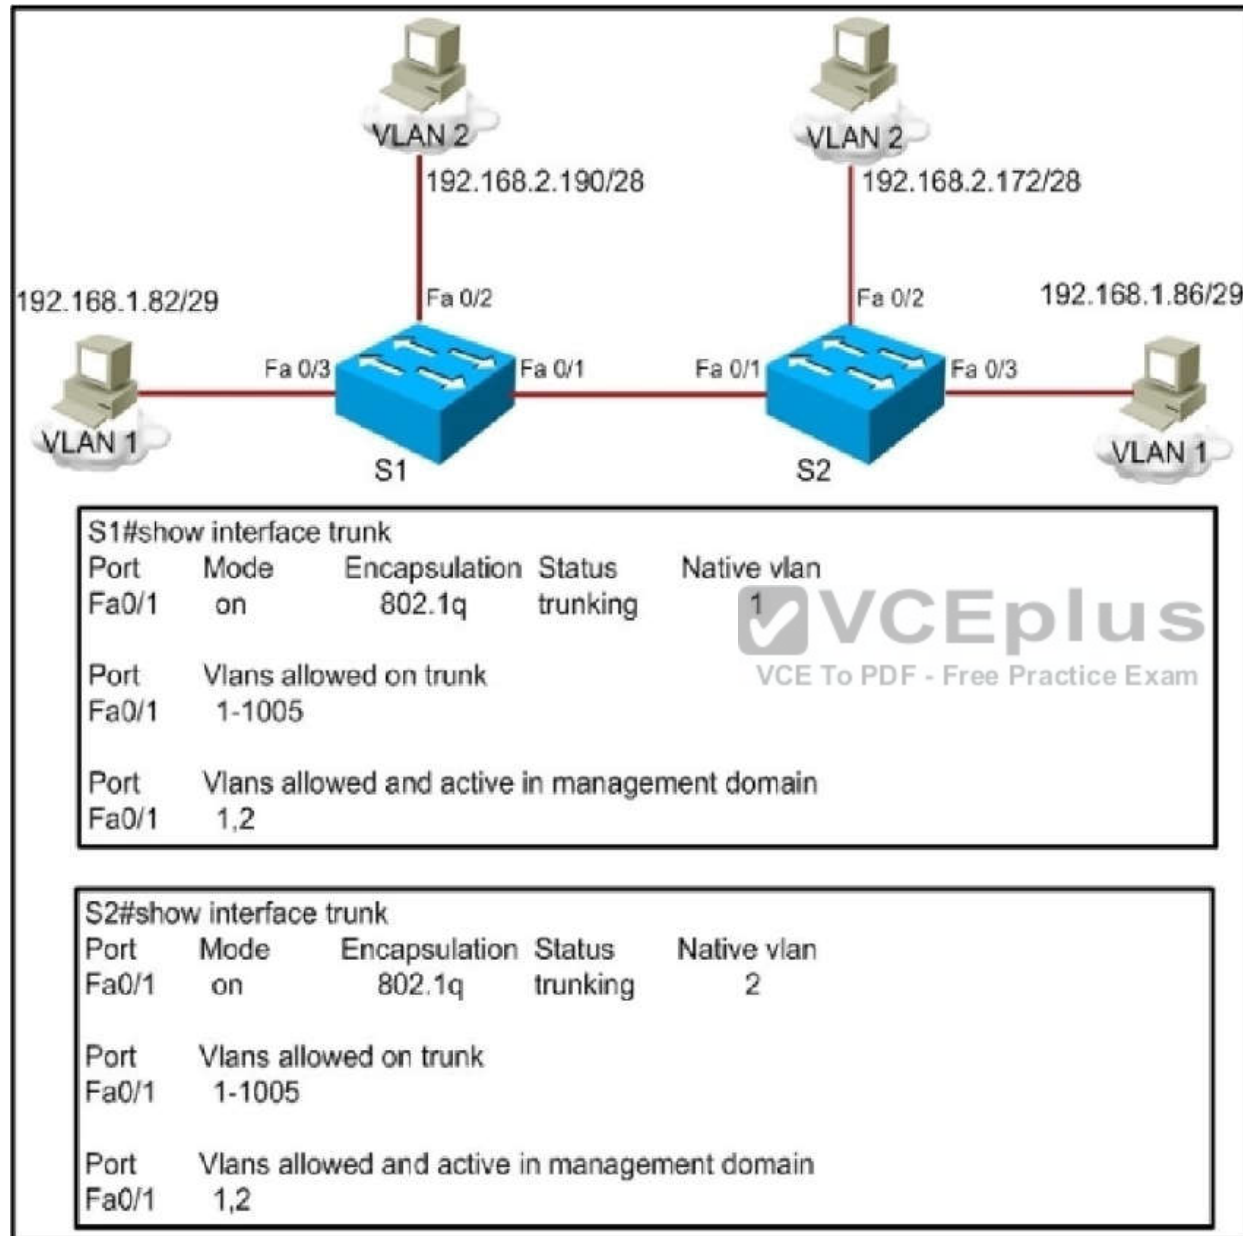 VLAN 2
VLAN 2
192.168.2.190/28
192.168.2.172/28
192.168.1.82/29
Fa 0/2
Fa 0/2
192.168.1.86/29
Fa 0/3
Fa 0/1
Fa 0/1
Fa 0/3
VLAN 1
S1
S2
VLAN 1
S1#show interface trunk
Port Mode Encapsulation Status Native vlan
Fa0/1 on 802.1q trunking 1
VCEplus
VCE To PDF - Free Practice Exam
Port Vlans allowed on trunk
Fa0/1 1-1005
Port Vlans allowed and active in management domain
Fa0/1 1,2
S2#show interface trunk
Port Mode Encapsulation Status Native vlan
Fa0/1 on 802.1q trunking 2
Port Vlans allowed on trunk
Fa0/1 1-1005
Port Vlans allowed and active in management domain
Fa0/1 1,2